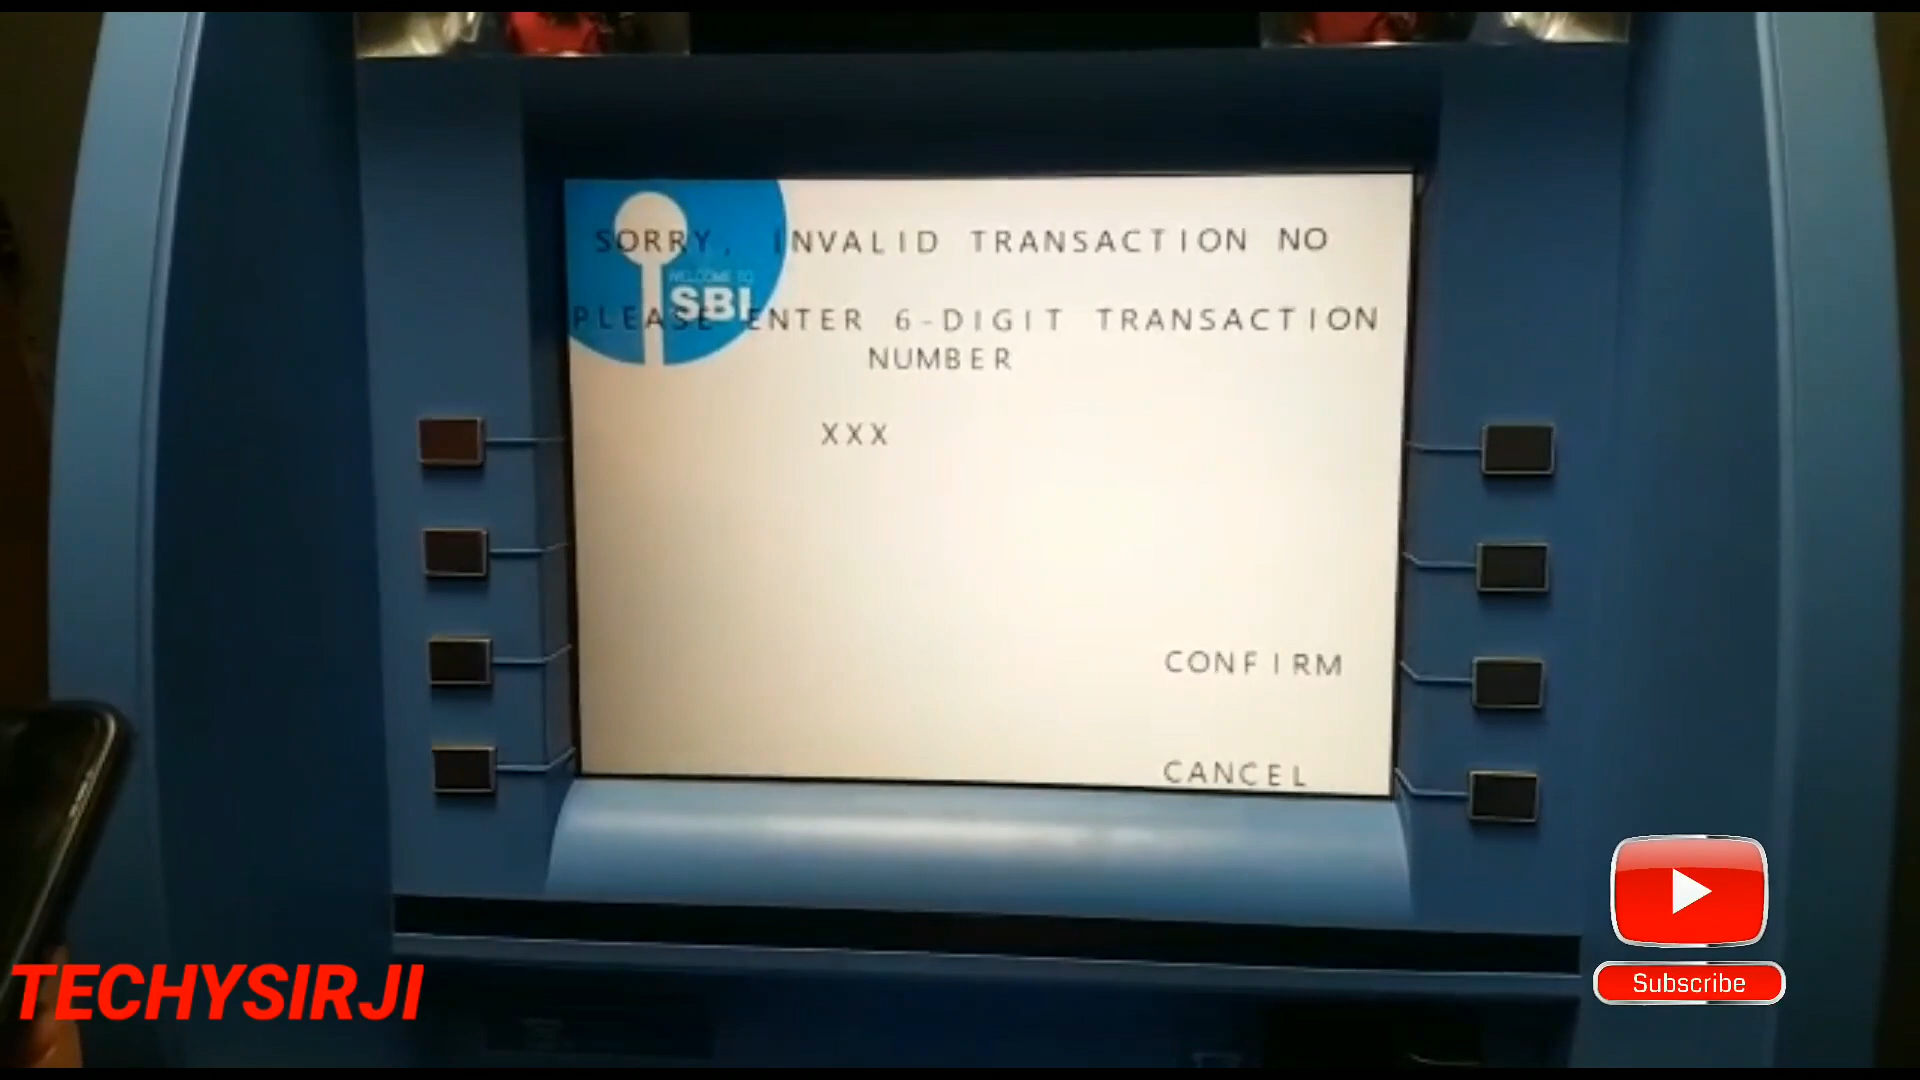 SORRY, INVALID TRANSACTION NO
WELCOME TO
SBI
PLEASE ENTER 6-DIGIT TRANSACTION
NUMBER
XXX
CONFIRM
CANCEL
TECHYSIRJI
Subscribe